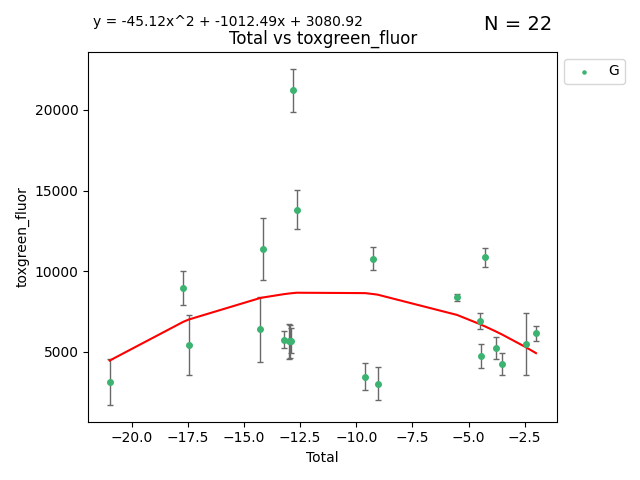 y = -45.12x^2 + -1012.49x + 3080.92
N = 22
Total vs toxgreen_fluor
G
toxgreen_fluor
20000
15000
10000
5000
−20.0 −17.5 −15.0 −12.5 −10.0 −7.5 −5.0 −2.5
Total